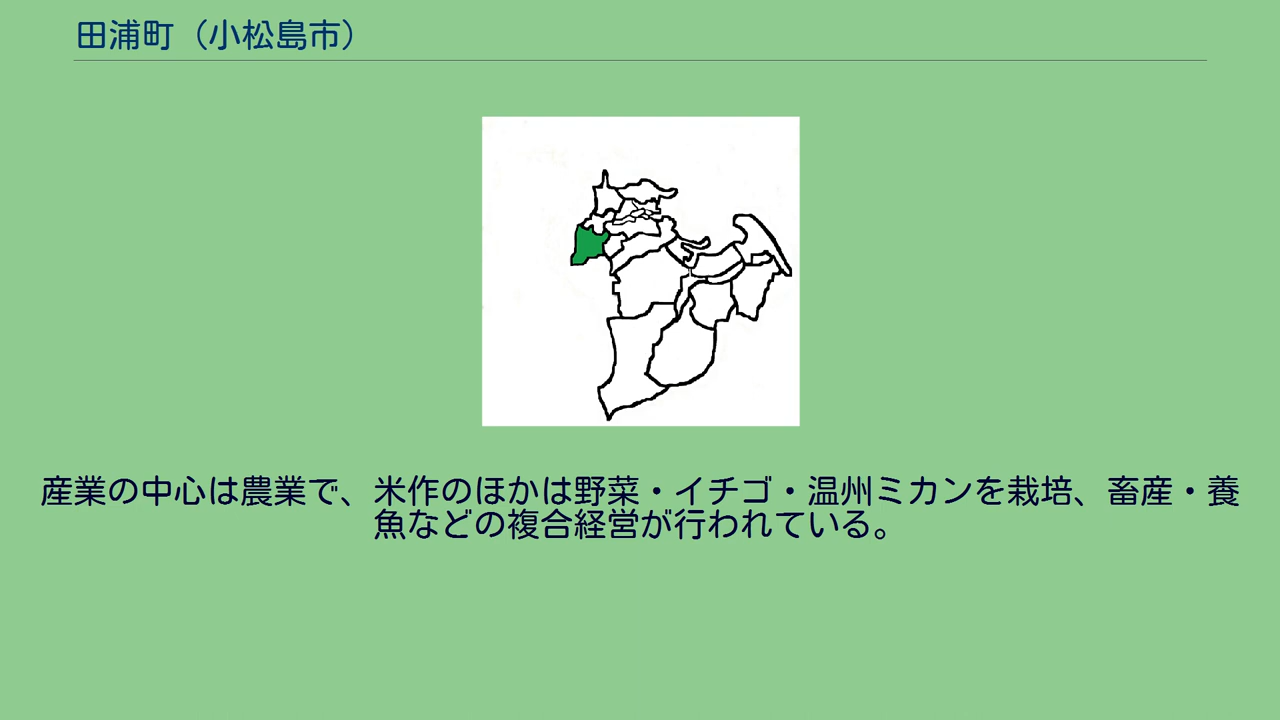 田浦町（小松島市）
産業の中心は農業で、米作のほかは野菜・イチゴ・温州ミカンを栽培、畜産・養
魚などの複合経営が行われている。